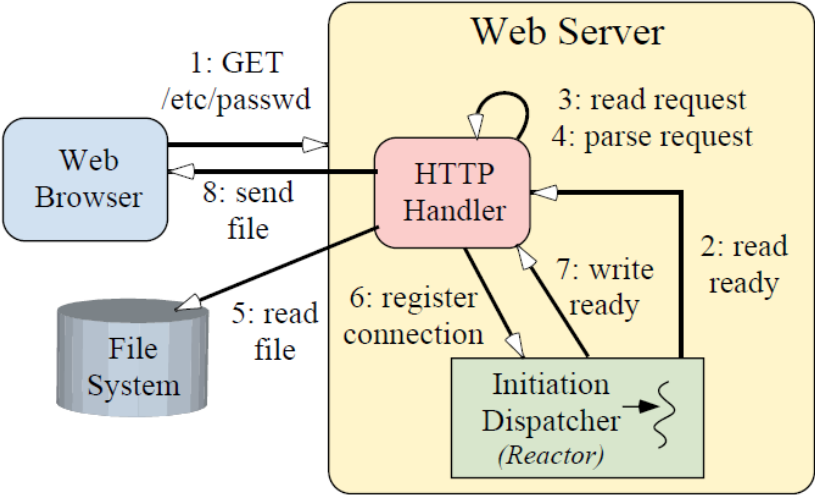 Web Server
1: GET
/etc/passwd
3: read request
4: parse request
Web
Browser
HTTP
Handler
8: send
file
2: read
ready
7: write
ready
6: register
connection
5: read
file
File
System
Initiation
Dispatcher
(Reactor)